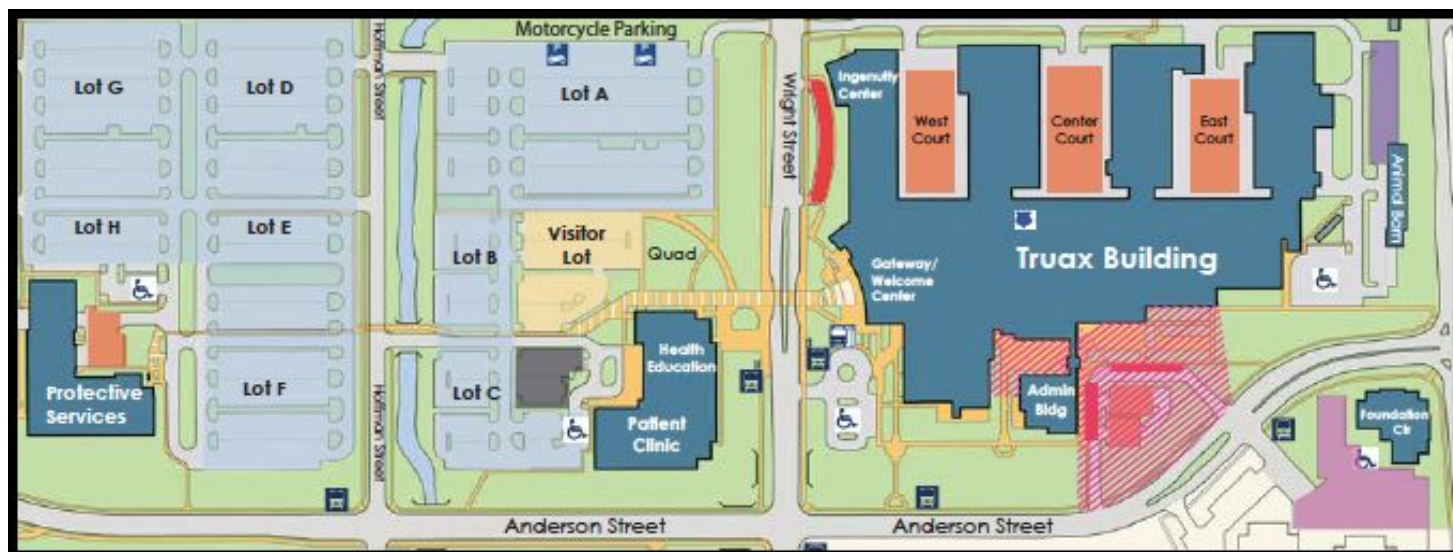 Motorcycle Parking
Hoffman Street
Lot G
Lot D
Lot A
Wright Street
Ingenuity
Center
West
Court
Center
Court
East
Court
Animal Barn
Lot H
Lot E
Lot B
Visitor
Lot
Quad
Gateway/
Welcome
Center
Truax Building
Protective
Services
Lot F
Hoffman Street
Lot C
Health
Education
Patient
Clinic
Admin
Bldg
Foundation
Ctr
Anderson Street
Anderson Street